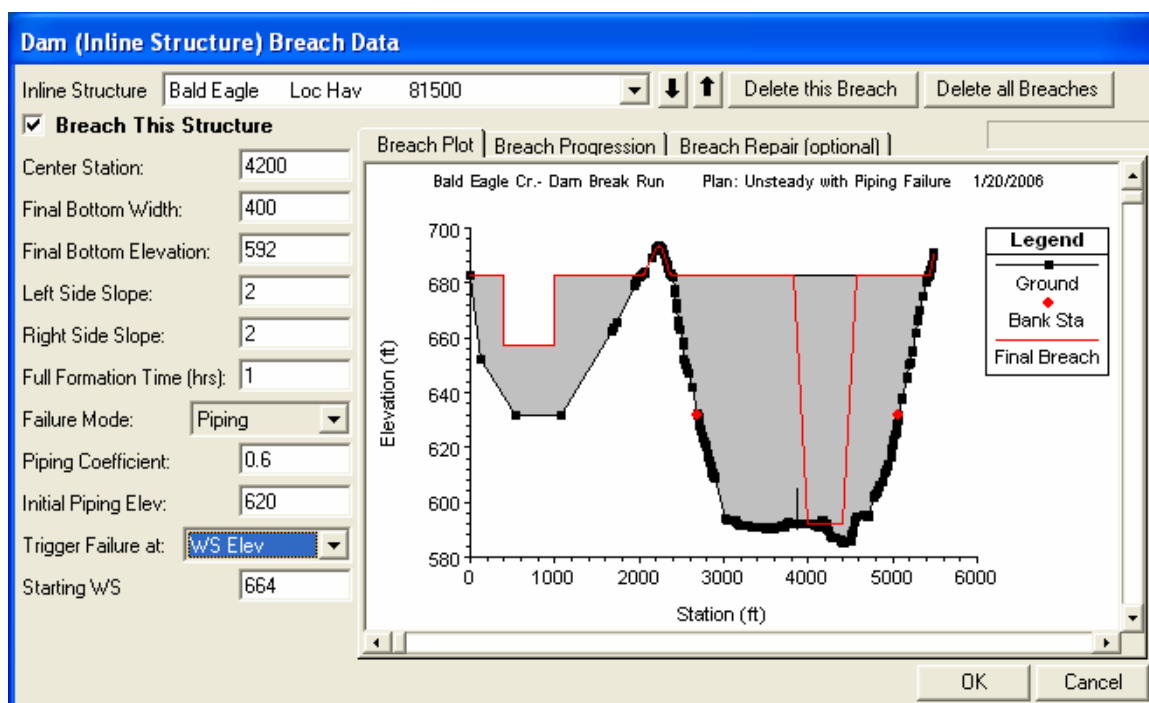 Dam (Inline Structure) Breach Data
Inline Structure Bald Eagle Loc Hav 81500 Delete this Breach Delete all Breaches
Breach This Structure
Center Station: 4200
Final Bottom Width: 400
Final Bottom Elevation: 592
Left Side Slope: 2
Right Side Slope: 2
Full Formation Time (hrs): 1
Failure Mode: Piping
Piping Coefficient: 0.6
Initial Piping Elev: 620
Trigger Failure at: WS Elev
Starting WS 664
Breach Plot Breach Progression Breach Repair (optional)
Bald Eagle Cr.- Dam Break Run Plan: Unsteady with Piping Failure 1/20/2006
700
680
660
640
620
600
580
Elevation (ft)
0 1000 2000 3000 4000 5000 6000
Station (ft)
Legend
Ground
Bank Sta
Final Breach
OK Cancel